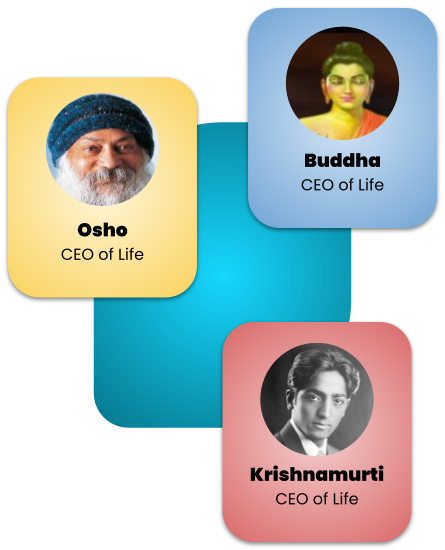 Buddha
CEO of Life
Osho
CEO of Life
Krishnamurti
CEO of Life